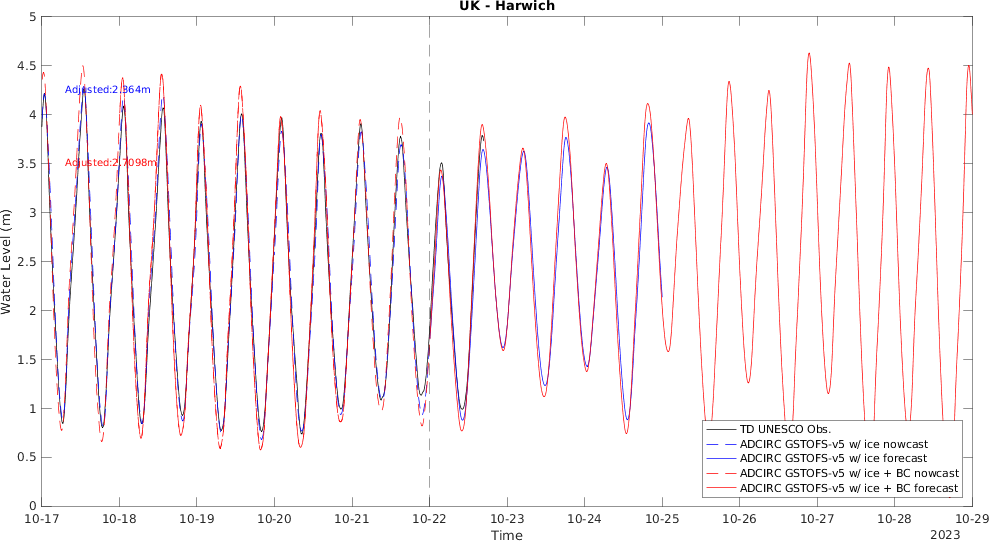 UK - Harwich
5
4.5
4
3.5
3
2.5
2
1.5
1
0.5
0
Water Level (m)
Adjusted:2.364m
Adjusted:2.7098m
TD UNESCO Obs.
ADCIRC GSTOFS-v5 w/ ice nowcast
ADCIRC GSTOFS-v5 w/ ice forecast
ADCIRC GSTOFS-v5 w/ ice + BC nowcast
ADCIRC GSTOFS-v5 w/ ice + BC forecast
10-17 10-18 10-19 10-20 10-21 10-22 10-23 10-24 10-25 10-26 10-27 10-28 10-29
Time
2023